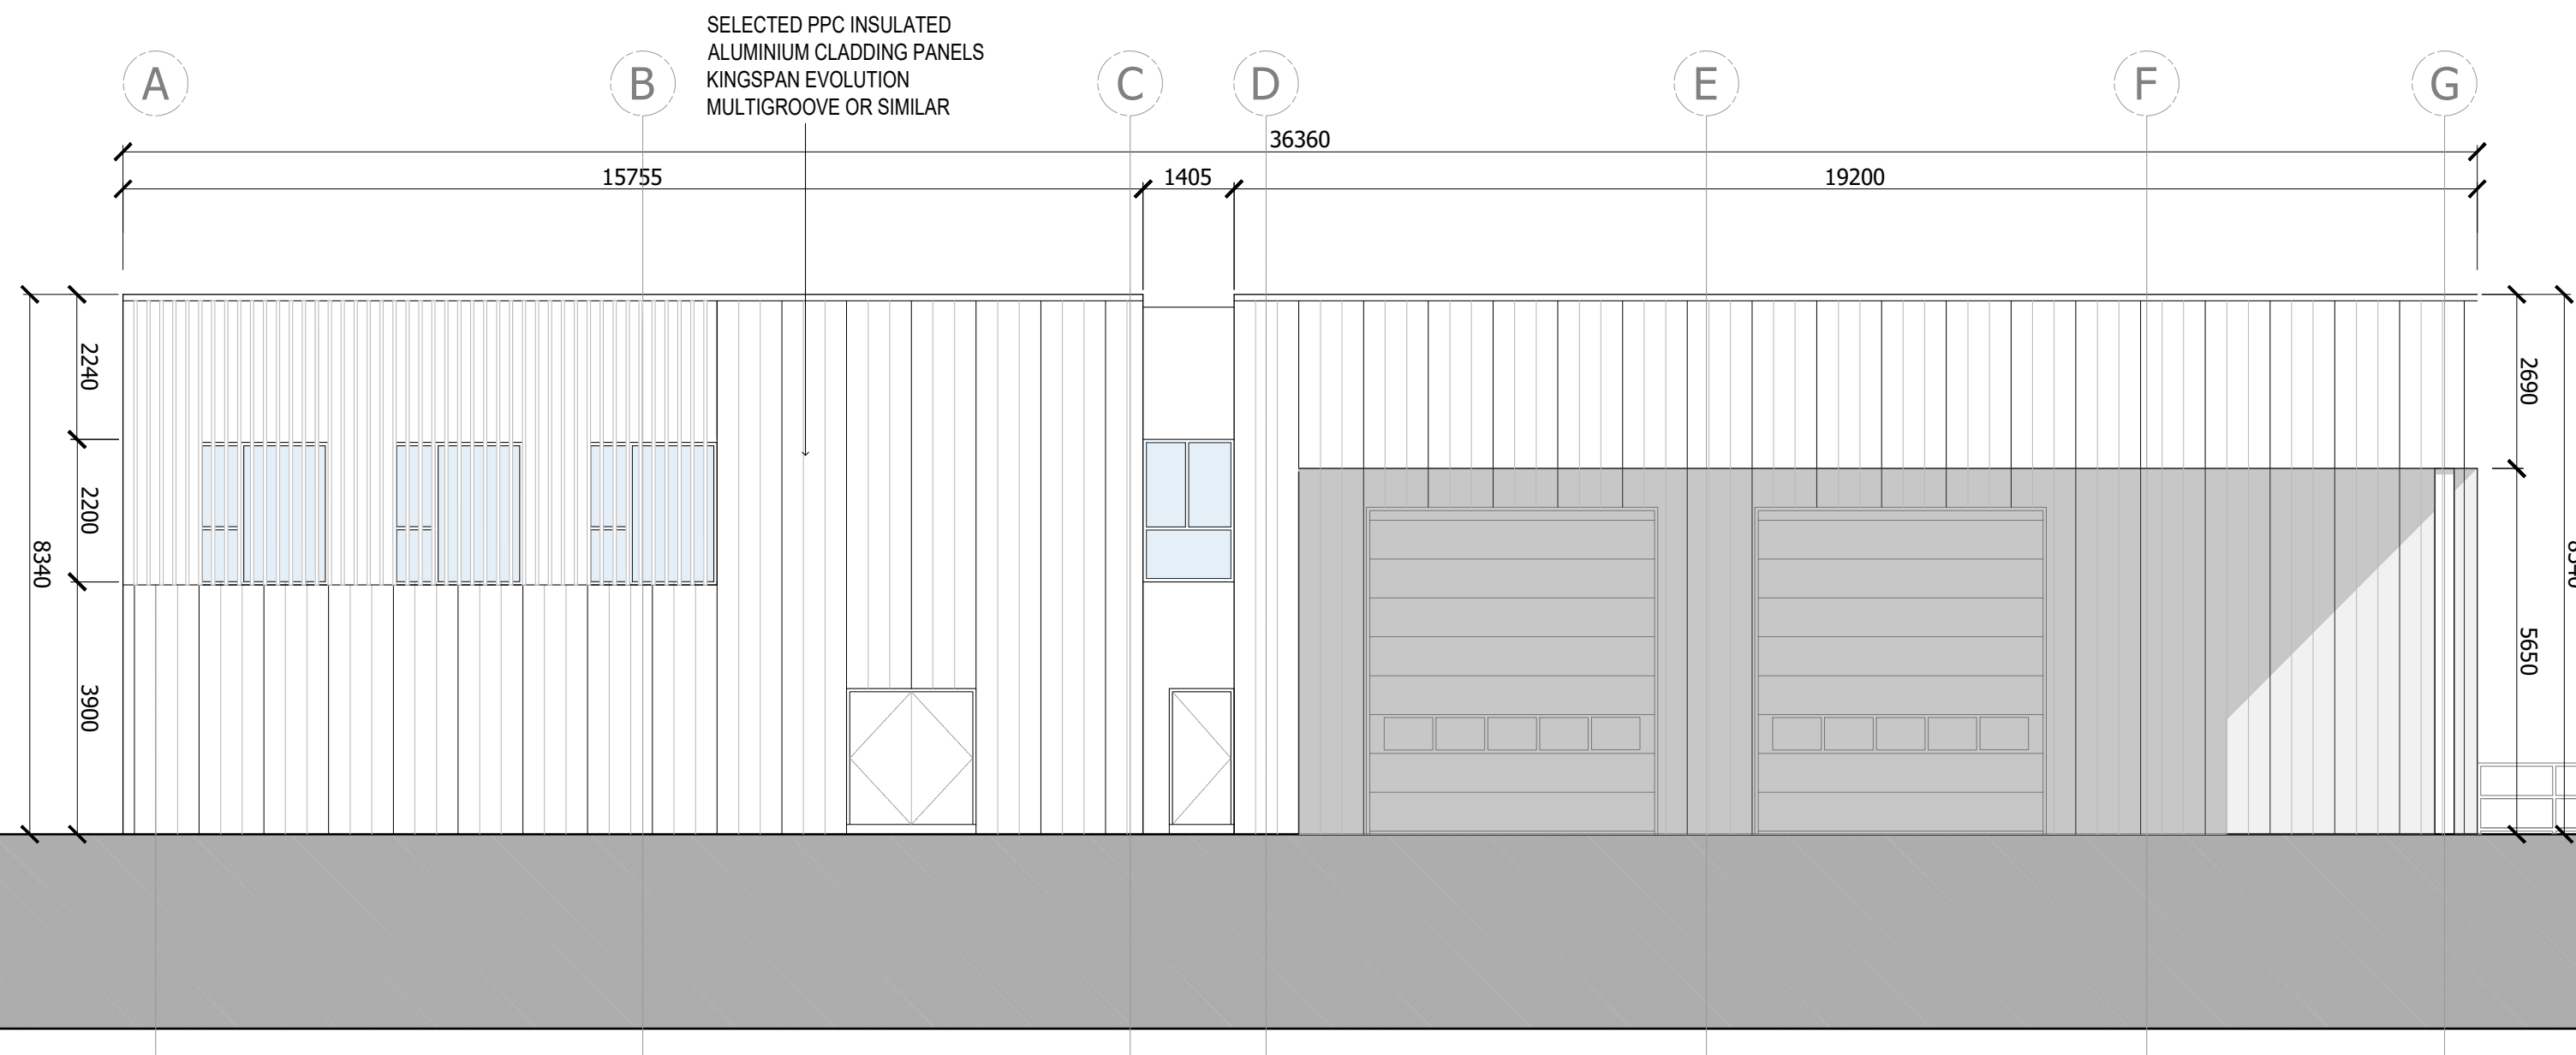 SELECTED PPC INSULATED
ALUMINIUM CLADDING PANELS
KINGSPAN EVOLUTION
MULTIGROOVE OR SIMILAR
A
B
C
D
E
F
G
36360
15755
1405
19200
2240
2200
3900
8340
2690
5650